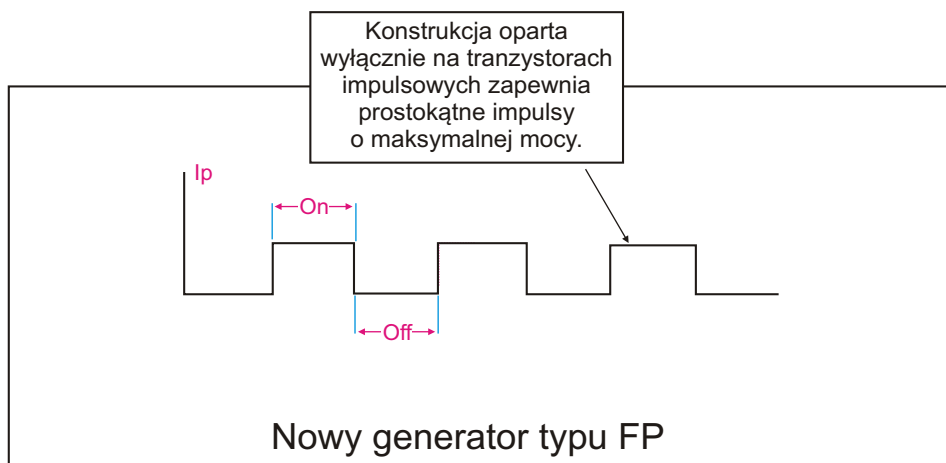 Konstrukcja oparta
wyłącznie na tranzystorach
impulsowych zapewnia
prostokątne impulsy
o maksymalnej mocy.
Ip
On
Off
Nowy generator typu FP